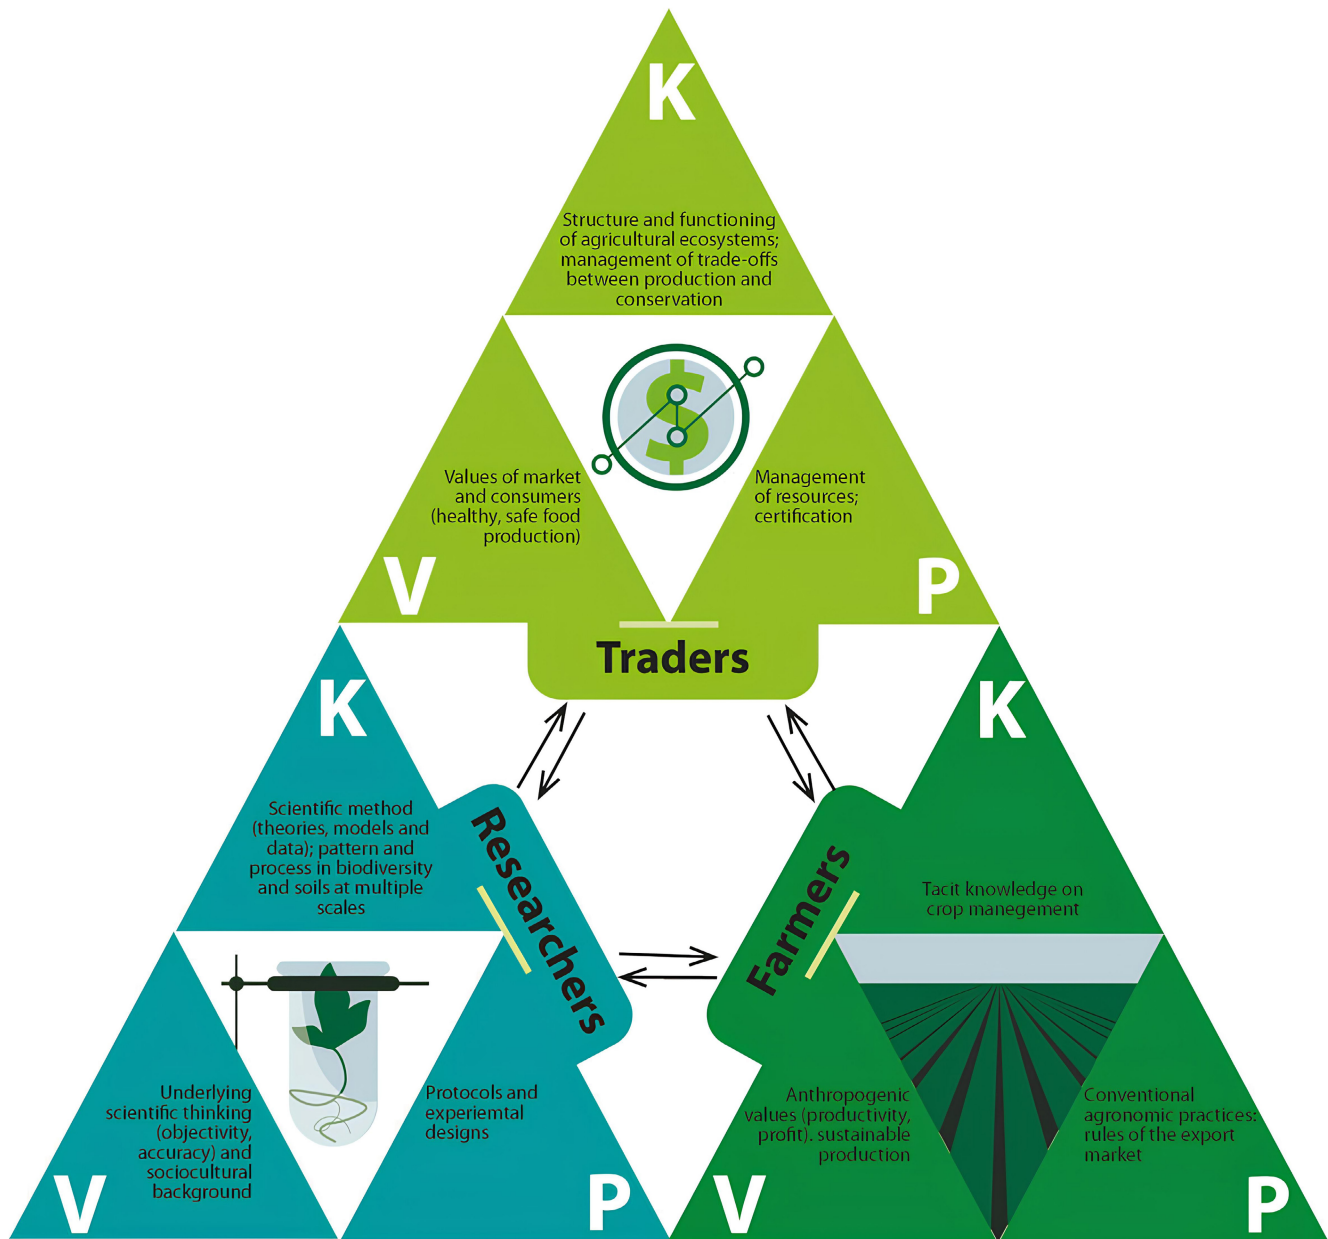 K
Structure and functioning
of agricultural ecosystems;
management of trade-offs
between production and
conservation
Values of market
and consumers
(healthy, safe food
production)
V
Management
of resources;
certification
P
Traders
K
Scientific method
(theories, models and
data); pattern and
process in biodiversity
and soils at multiple
scales
Researchers
Underlying
scientific thinking
(objectivity,
accuracy) and
sociocultural
background
V
Protocols and
experiemtal
designs
P
K
Tacit knowledge on
crop manegement
Farmers
Anthropogenic
values (productivity,
profit). sustainable
production
V
Conventional
agronomic practices:
rules of the export
market
P